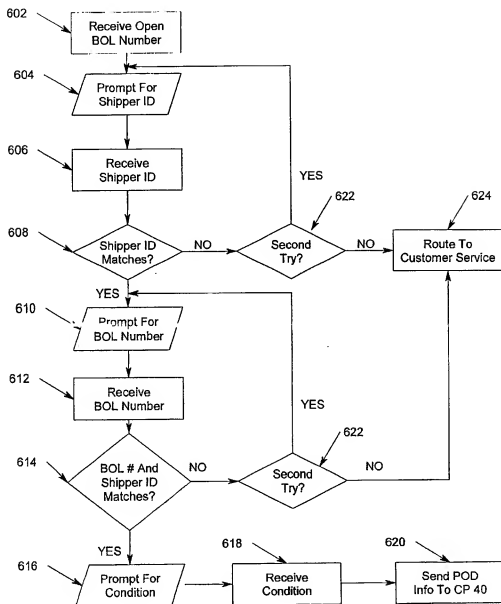 602
Receive Open
BOL Number
604
Prompt For
Shipper ID
606
Receive
Shipper ID
YES
622
624
608
Shipper ID
Matches?
NO
Second
Try?
NO
Route To
Customer Service
YES
610
Prompt For
BOL Number
612
Receive
BOL Number
YES
622
614
BOL # And
Shipper ID
Matches?
NO
Second
Try?
NO
YES
616
Prompt For
Condition
618
Receive
Condition
620
Send POD
Info To CP 40